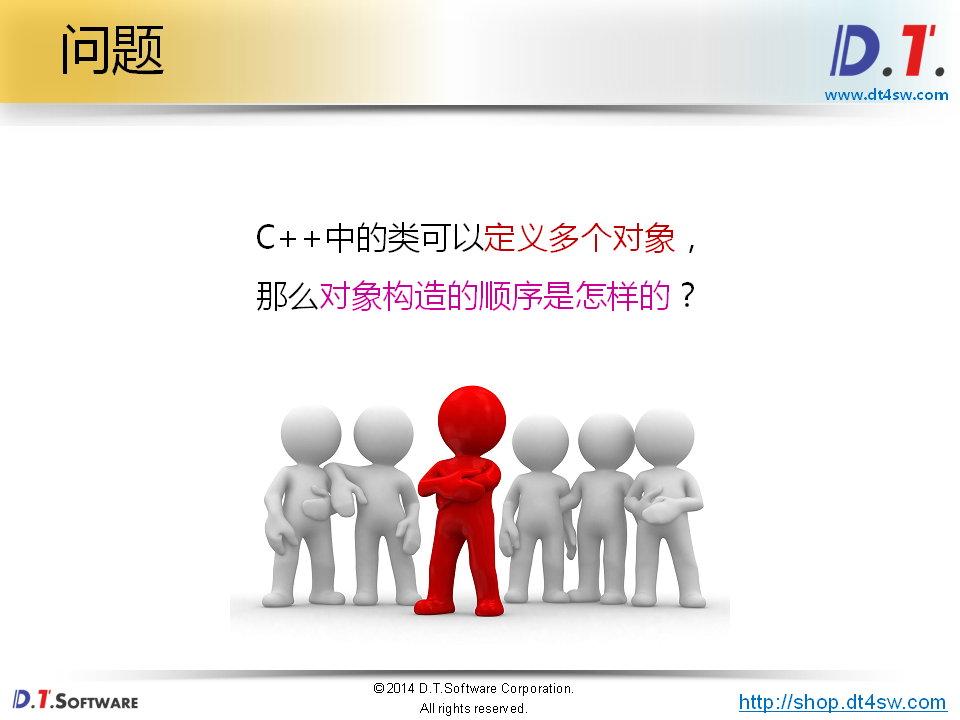 问题
D.T.
www.dt4sw.com
C++中的类可以定义多个对象，
那么对象构造的顺序是怎样的？
D.T.SOFTWARE
©2014 D.T.Software Corporation.
All rights reserved.
http://shop.dt4sw.com